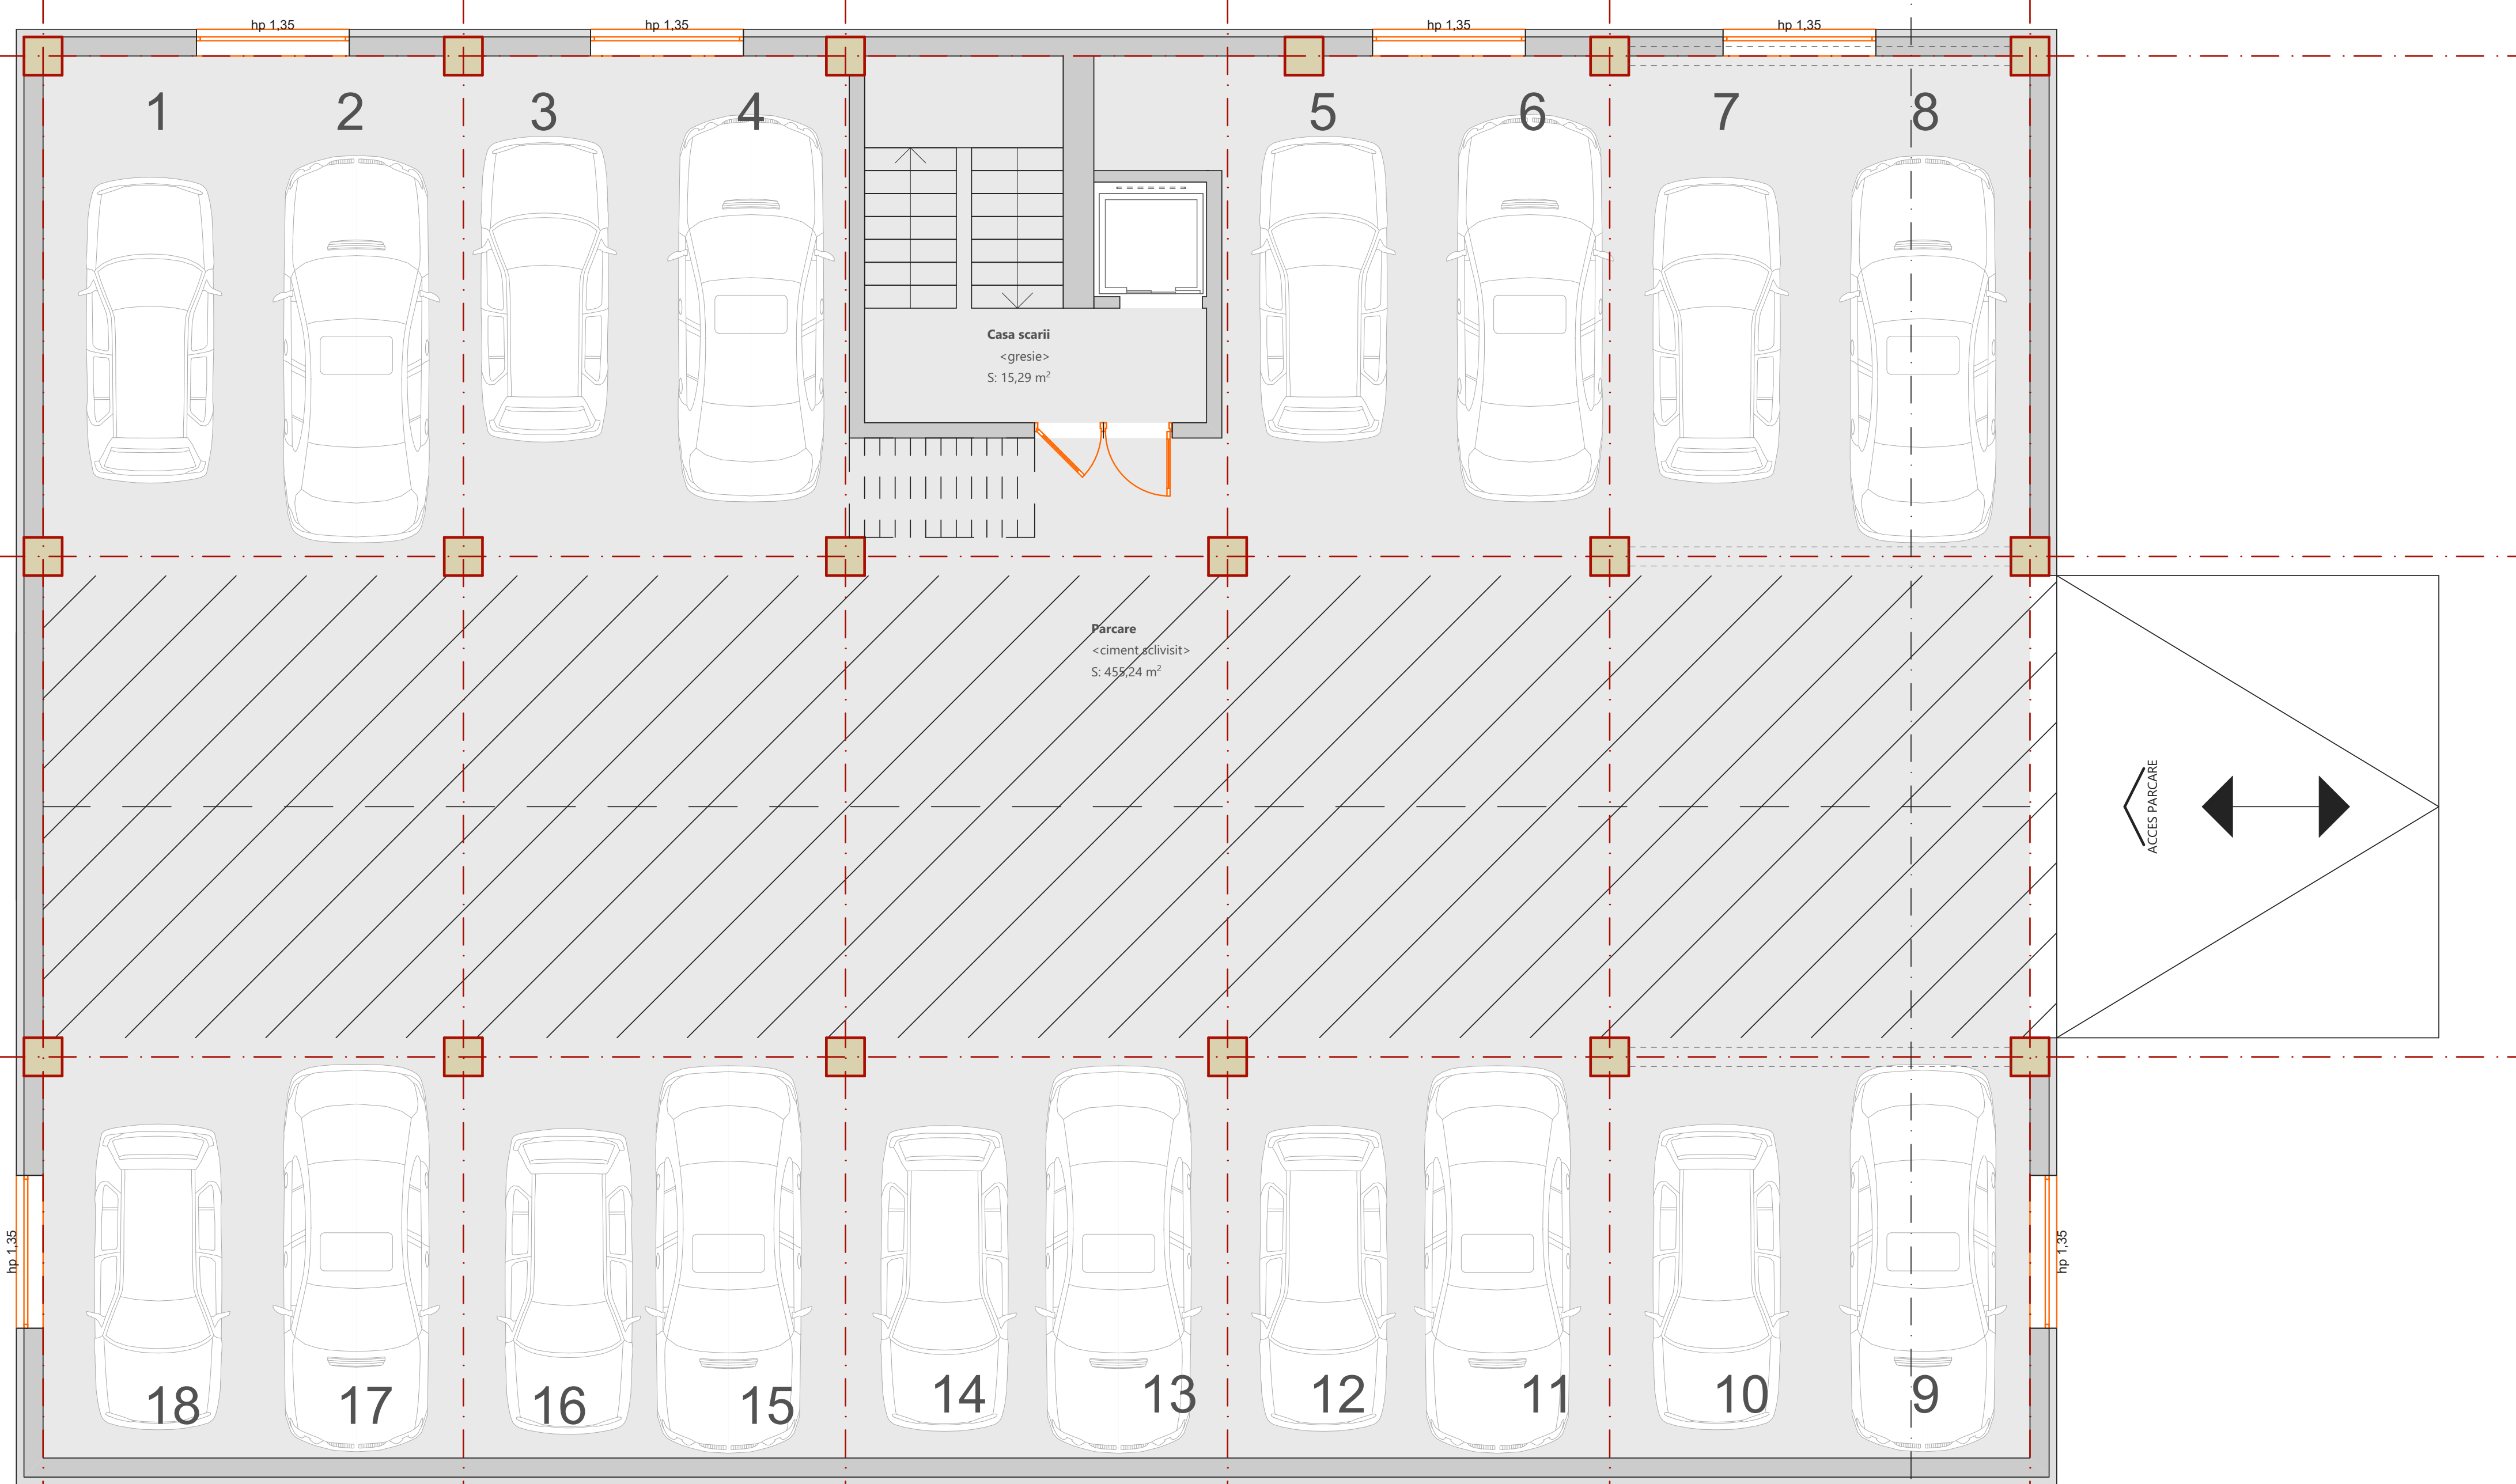 hp 1,35
hp 1,35
hp 1,35
hp 1,35
1
2
3
4
5
6
7
8
Casa scarii
<gresie>
S: 15,29 m²
Parcare
<ciment sclivisit>
S: 455,24 m²
ACCES PARCARE
hp 1,35
hp 1,35
18
17
16
15
14
13
12
11
10
9